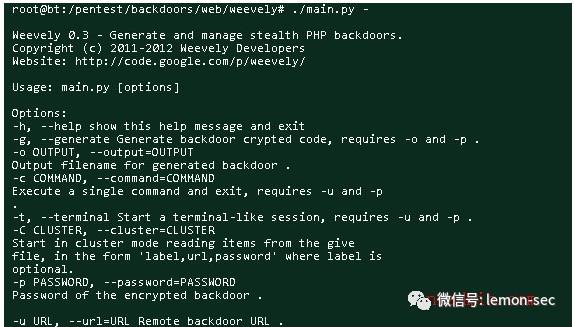 root@bt:/pentest/backdoors/web/weevely# ./main.py -
Weevely 0.3 - Generate and manage stealth PHP backdoors.
Copyright (c) 2011-2012 Weevely Developers
Website: http://code.google.com/p/weevely/
Usage: main.py [options]
Options:
-h, --help show this help message and exit
-g, --generate Generate backdoor crypted code, requires -o and -p .
-o OUTPUT, --output=OUTPUT
Output filename for generated backdoor .
-c COMMAND, --command=COMMAND
Execute a single command and exit, requires -u and -p
.
-t, --terminal Start a terminal-like session, requires -u and -p .
-C CLUSTER, --cluster=CLUSTER
Start in cluster mode reading items from the give
file, in the form 'label,url,password' where label is
optional.
-p PASSWORD, --password=PASSWORD
Password of the encrypted backdoor .
微信号: lemon-sec
-u URL, --url=URL Remote backdoor URL .